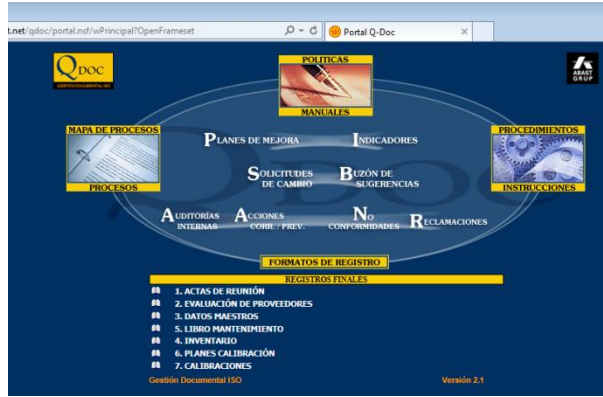 t.net/qdoc/portal.nsf/wPrincipal?OpenFrameset
Portal Q-Doc
QDOC
GESTIÓN DOCUMENTAL ISO
POLITICAS
MANUALES
ABAST
GRUP
MAPA DE PROCESOS
PROCESOS
PROCEDIMIENTOS
INSTRUCCIONES
PLANES DE MEJORA
INDICADORES
SOLICITUDES
DE CAMBIO
BUZÓN DE
SUGERENCIAS
AUDITORÍAS
INTERNAS
ACCIONES
CORR. / PREV.
NO
CONFORMIDADES
RECLAMACIONES
FORMATOS DE REGISTRO
REGISTROS FINALES
1. ACTAS DE REUNIÓN
2. EVALUACIÓN DE PROVEEDORES
3. DATOS MAESTROS
5. LIBRO MANTENIMIENTO
4. INVENTARIO
6. PLANES CALIBRACIÓN
7. CALIBRACIONES
Gestión Documental ISO
Versión 2.1